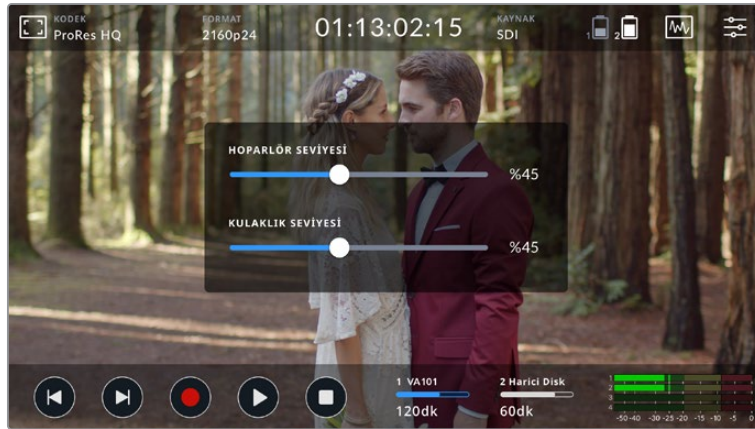 KODEK
ProRes HQ
FORMAT
2160p24
01:13:02:15
KAYNAK
SDI
1
2
HOPARLÖR SEVİYESİ
%45
KULAKLIK SEVİYESİ
%45
1 VA101
120dk
2 Harici Disk
60dk
1
2
3
4
-50 -40 -30 -25 -20 -15 -10 -5 0